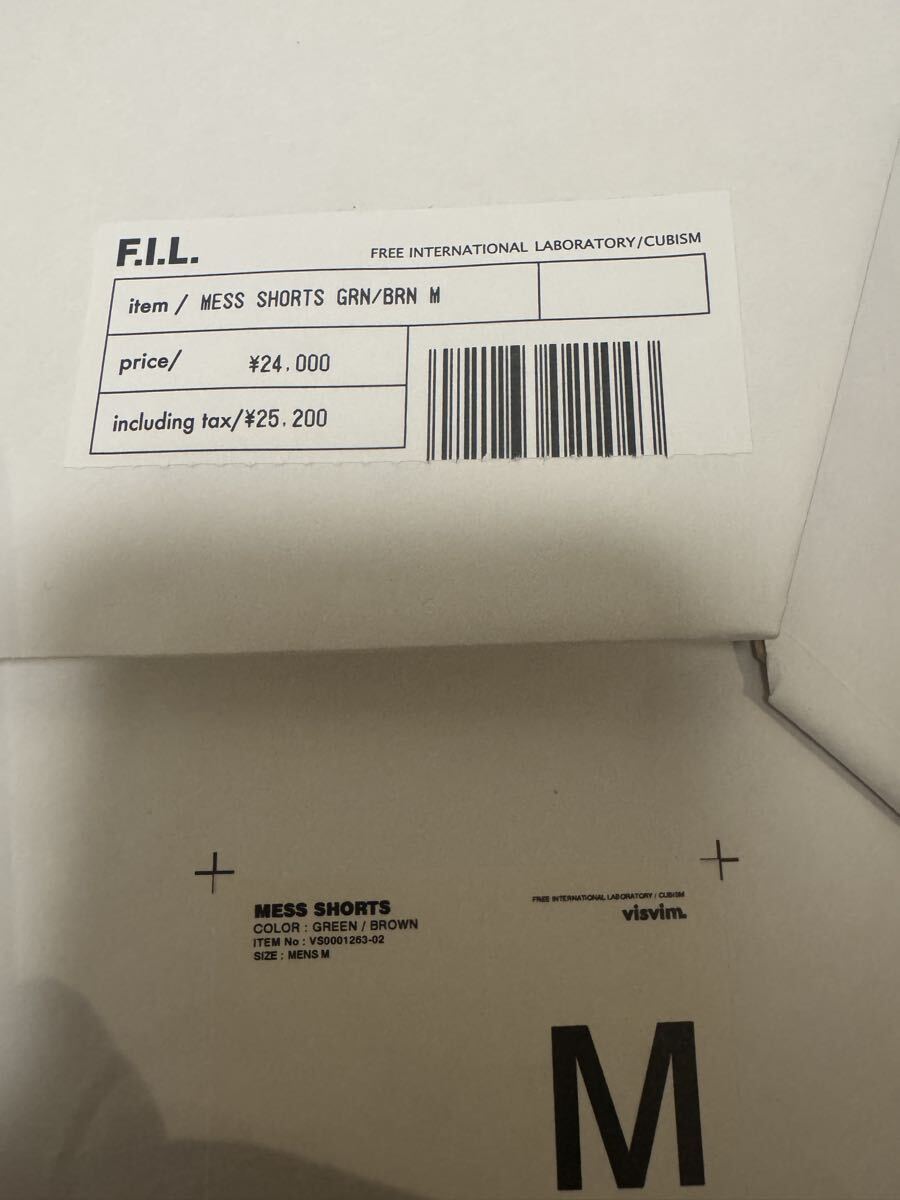 F.I.L.
FREE INTERNATIONAL LABORATORY/CUBISM
item / MESS SHORTS GRN/BRN M
price/ ¥24,000
including tax/¥25,200
MESS SHORTS
COLOR : GREEN / BROWN
ITEM No : VS0001263-02
SIZE : MENS M
FREE INTERNATIONAL LABORATORY / CUBISM
visvim.
M